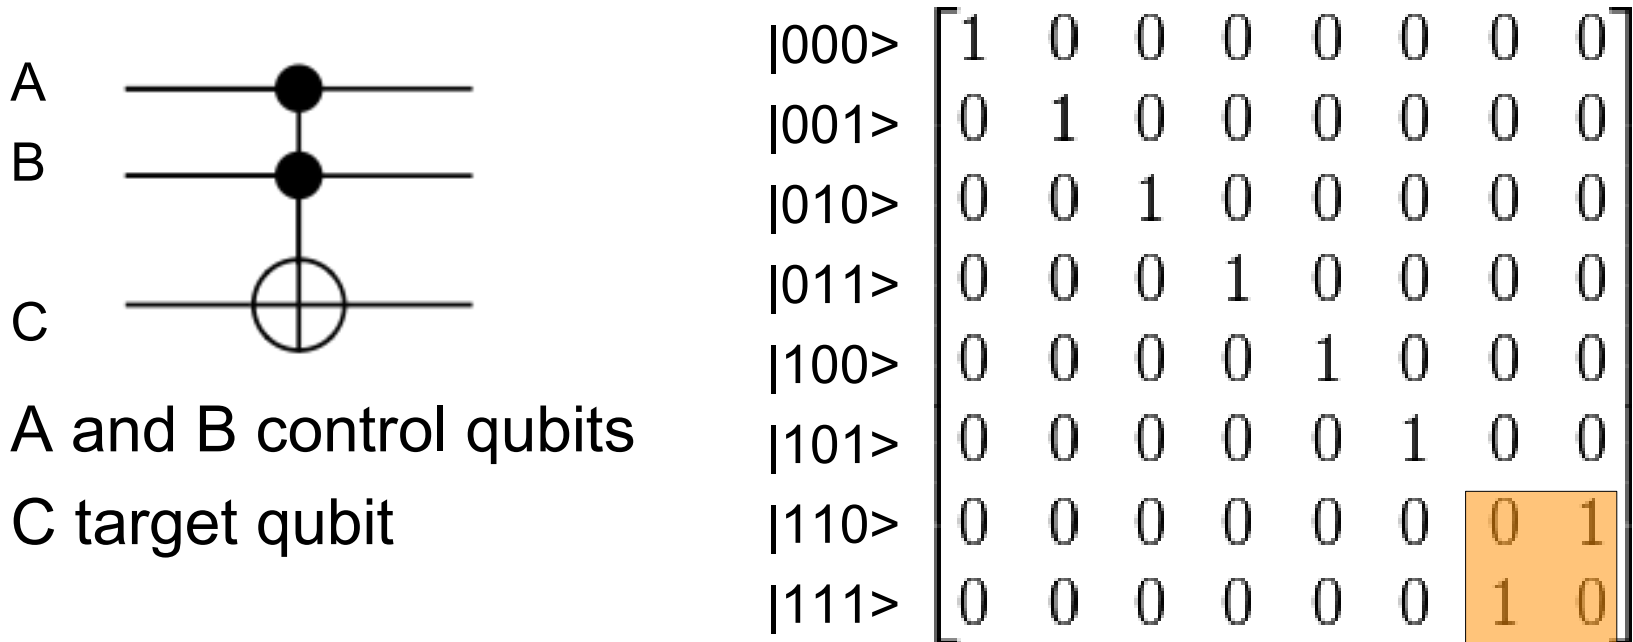 A
B
C
A and B control qubits
C target qubit
|000> 1 0 0 0 0 0 0 0
|001> 0 1 0 0 0 0 0 0
|010> 0 0 1 0 0 0 0 0
|011> 0 0 0 1 0 0 0 0
|100> 0 0 0 0 1 0 0 0
|101> 0 0 0 0 0 1 0 0
|110> 0 0 0 0 0 0 0 1
|111> 0 0 0 0 0 0 1 0